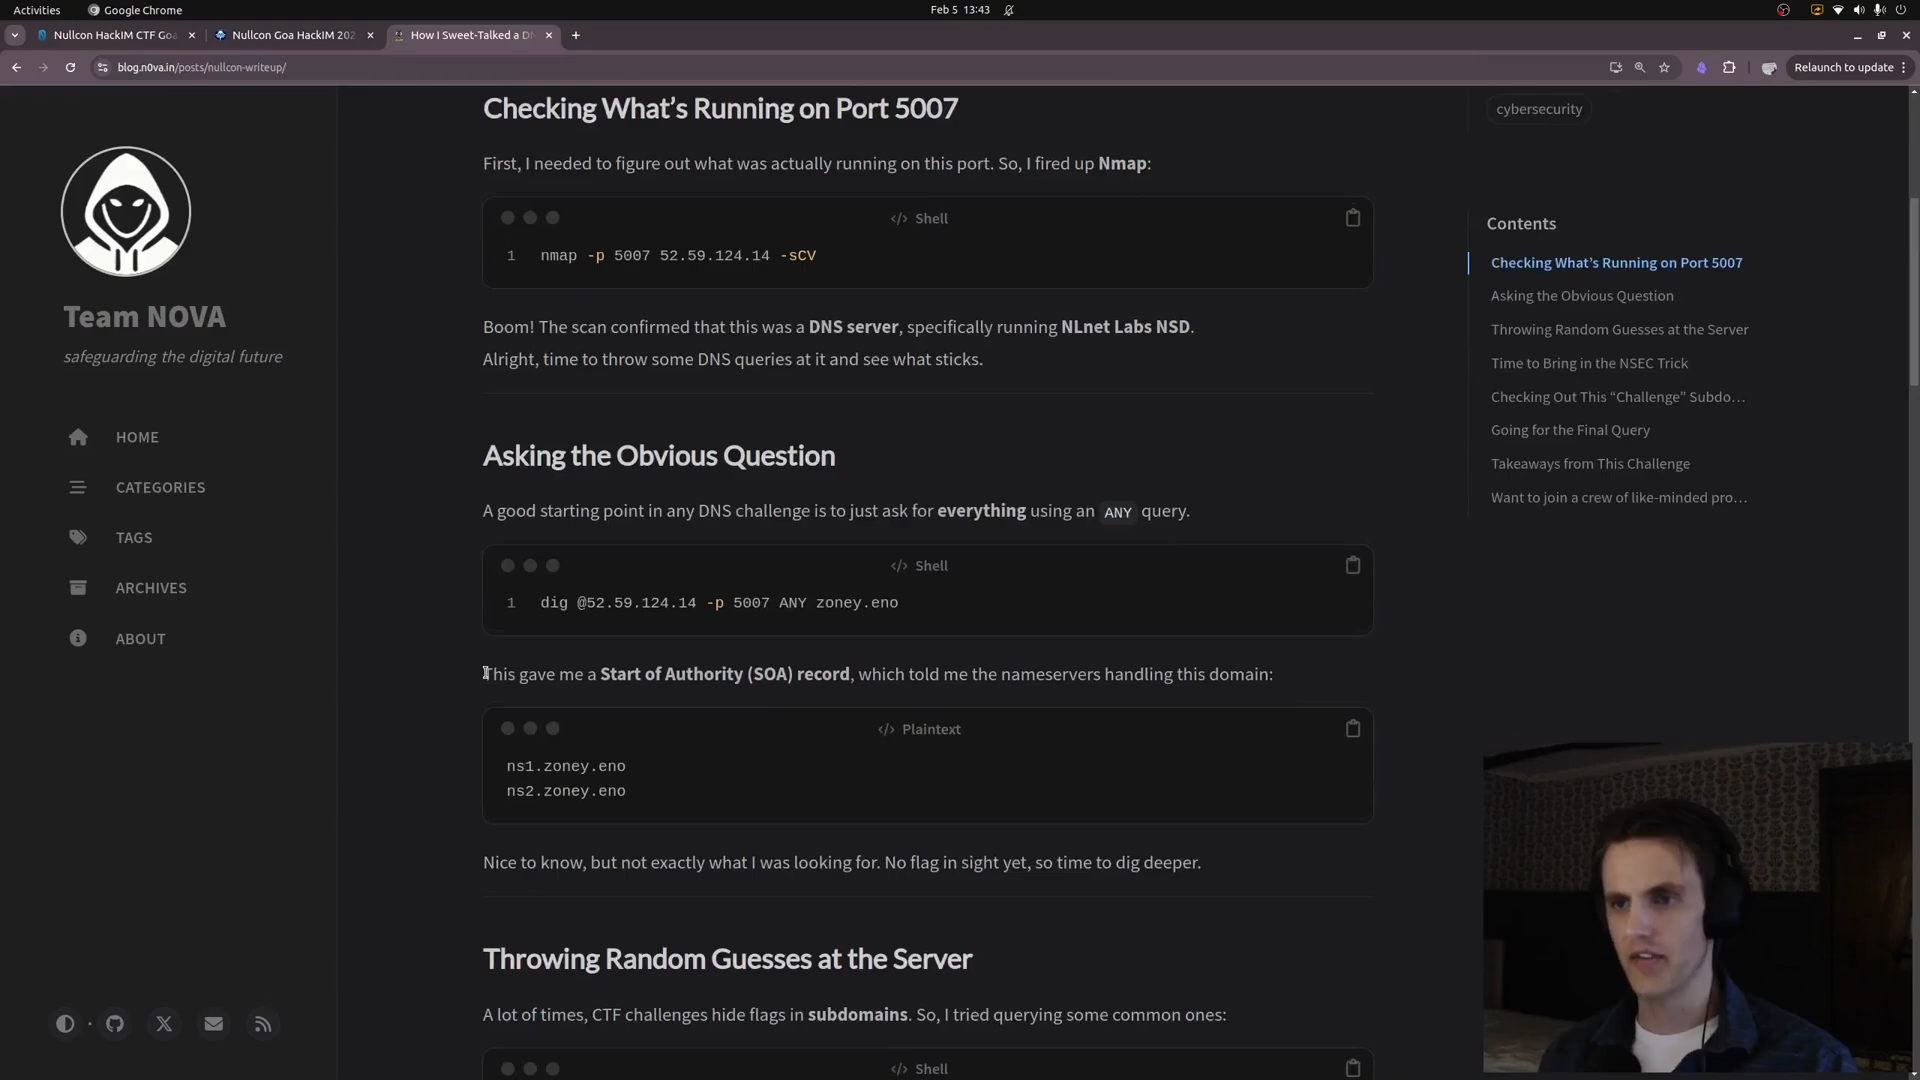 Activities
Google Chrome
Feb 5 13:43
Nullcon HackIM CTF Goa
Nullcon Goa HackIM 202
How I Sweet-Talked a DN
blog.n0va.in/posts/nullcon-writeup/
Relaunch to update
Team NOVA
safeguarding the digital future
HOME
CATEGORIES
TAGS
ARCHIVES
ABOUT
Checking What’s Running on Port 5007
First, I needed to figure out what was actually running on this port. So, I fired up Nmap:
</> Shell
1 nmap -p 5007 52.59.124.14 -sCV
Boom! The scan confirmed that this was a DNS server, specifically running NLnet Labs NSD.
Alright, time to throw some DNS queries at it and see what sticks.
Asking the Obvious Question
A good starting point in any DNS challenge is to just ask for everything using an ANY query.
</> Shell
1 dig @52.59.124.14 -p 5007 ANY zoney.eno
This gave me a Start of Authority (SOA) record, which told me the nameservers handling this domain:
</> Plaintext
ns1.zoney.eno
ns2.zoney.eno
Nice to know, but not exactly what I was looking for. No flag in sight yet, so time to dig deeper.
Throwing Random Guesses at the Server
A lot of times, CTF challenges hide flags in subdomains. So, I tried querying some common ones:
</> Shell
cybersecurity
Contents
Checking What’s Running on Port 5007
Asking the Obvious Question
Throwing Random Guesses at the Server
Time to Bring in the NSEC Trick
Checking Out This “Challenge” Subdo…
Going for the Final Query
Takeaways from This Challenge
Want to join a crew of like-minded pro…